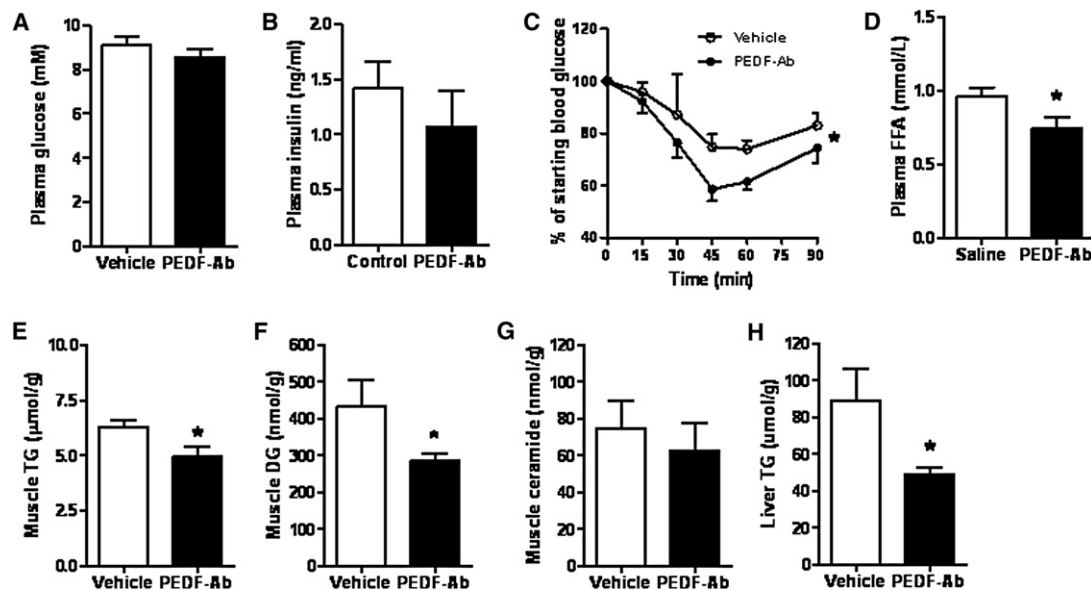 A
Plasma glucose (mM)
10
8
6
4
2
0
Vehicle PEDF-Ab
B
Plasma insulin (ng/ml)
2.0
1.5
1.0
0.5
0.0
Control PEDF-Ab
C
% of starting blood glucose
120
100
80
60
40
0 15 30 45 60 75 90
Time (min)
Vehicle
PEDF-Ab
*
D
Plasma FFA (mmol/L)
1.5
1.0
0.5
0.0
*
Saline PEDF-Ab
E
Muscle TG (µmol/g)
10.0
7.5
5.0
2.5
0.0
*
Vehicle PEDF-Ab
F
Muscle DG (nmol/g)
600
500
400
300
200
100
0
*
Vehicle PEDF-Ab
G
Muscle ceramide (nmol/g)
120
100
80
60
40
20
0
Vehicle PEDF-Ab
H
Liver TG (umol/g)
120
100
80
60
40
20
0
*
Vehicle PEDF-Ab